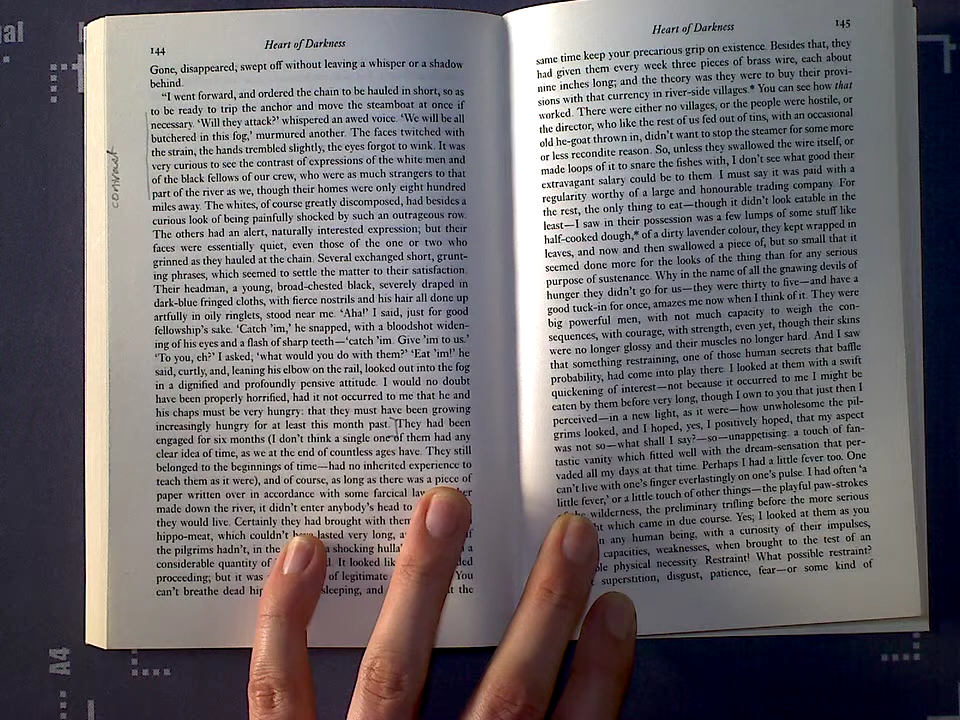 144
Heart of Darkness
Gone, disappeared; swept off without leaving a whisper or a shadow
behind.
"I went forward, and ordered the chain to be hauled in short, so as
to be ready to trip the anchor and move the steamboat at once if
necessary. 'Will they attack?' whispered an awed voice. 'We will be all
butchered in this fog,' murmured another. The faces twitched with
the strain, the hands trembled slightly, the eyes forgot to wink. It was
very curious to see the contrast of expressions of the white men and
of the black fellows of our crew, who were as much strangers to that
part of the river as we, though their homes were only eight hundred
miles away. The whites, of course greatly discomposed, had besides a
curious look of being painfully shocked by such an outrageous row.
The others had an alert, naturally interested expression; but their
faces were essentially quiet, even those of the one or two who
grinned as they hauled at the chain. Several exchanged short, grunt-
ing phrases, which seemed to settle the matter to their satisfaction.
Their headman, a young, broad-chested black, severely draped in
dark-blue fringed cloths, with fierce nostrils and his hair all done up
artfully in oily ringlets, stood near me. 'Aha!' I said, just for good
fellowship's sake. 'Catch 'im,' he snapped, with a bloodshot widen-
ing of his eyes and a flash of sharp teeth—'catch 'im. Give 'im to us.'
'To you, eh?' I asked, 'what would you do with them?' 'Eat 'im!' he
said, curtly, and, leaning his elbow on the rail, looked out into the fog
in a dignified and profoundly pensive attitude. I would no doubt
have been properly horrified, had it not occurred to me that he and
his chaps must be very hungry: that they must have been growing
increasingly hungry for at least this month past. They had been
engaged for six months (I don't think a single one of them had any
clear idea of time, as we at the end of countless ages have. They still
belonged to the beginnings of time—had no inherited experience to
teach them as it were), and of course, as long as there was a piece of
paper written over in accordance with some farcical law
made down the river, it didn't enter anybody's head to
they would live. Certainly they had brought with them
hippo-meat, which couldn't have lasted very long,
the pilgrims hadn't, in the a shocking hulla a
considerable quantity of It looked
proceeding; but it was of legitimate You
can't breathe dead sleeping, and the
contrast
Heart of Darkness
145
same time keep your precarious grip on existence. Besides that, they
had given them every week three pieces of brass wire, each about
nine inches long; and the theory was they were to buy their provi-
sions with that currency in river-side villages.* You can see how that
worked. There were either no villages, or the people were hostile, or
the director, who like the rest of us fed out of tins, with an occasional
old he-goat thrown in, didn't want to stop the steamer for some more
or less recondite reason. So, unless they swallowed the wire itself, or
made loops of it to snare the fishes with, I don't see what good their
extravagant salary could be to them. I must say it was paid with a
regularity worthy of a large and honourable trading company. For
the rest, the only thing to eat—though it didn't look eatable in the
least—I saw in their possession was a few lumps of some stuff like
half-cooked dough,* of a dirty lavender colour, they kept wrapped in
leaves, and now and then swallowed a piece of, but so small that it
seemed done more for the looks of the thing than for any serious
purpose of sustenance. Why in the name of all the gnawing devils of
hunger they didn't go for us—they were thirty to five—and have a
good tuck-in for once, amazes me now when I think of it. They were
big powerful men, with not much capacity to weigh the con-
sequences, with courage, with strength, even yet, though their skins
were no longer glossy and their muscles no longer hard. And I saw
that something restraining, one of those human secrets that baffle
probability, had come into play there. I looked at them with a swift
quickening of interest—not because it occurred to me I might be
eaten by them before very long, though I own to you that just then I
perceived—in a new light, as it were—how unwholesome the pil-
grims looked, and I hoped, yes, I positively hoped, that my aspect
was not so—what shall I say?—so—unappetising: a touch of fan-
tastic vanity which fitted well with the dream-sensation that per-
vaded all my days at that time. Perhaps I had a little fever too. One
can't live with one's finger everlastingly on one's pulse. I had often 'a
little fever,' or a little touch of other things—the playful paw-strokes
of the wilderness, the preliminary trifling before the more serious
which came in due course. Yes; I looked at them as you
any human being, with a curiosity of their impulses,
capacities, weaknesses, when brought to the test of an
physical necessity. Restraint! What possible restraint?
superstition, disgust, patience, fear—or some kind of
A4